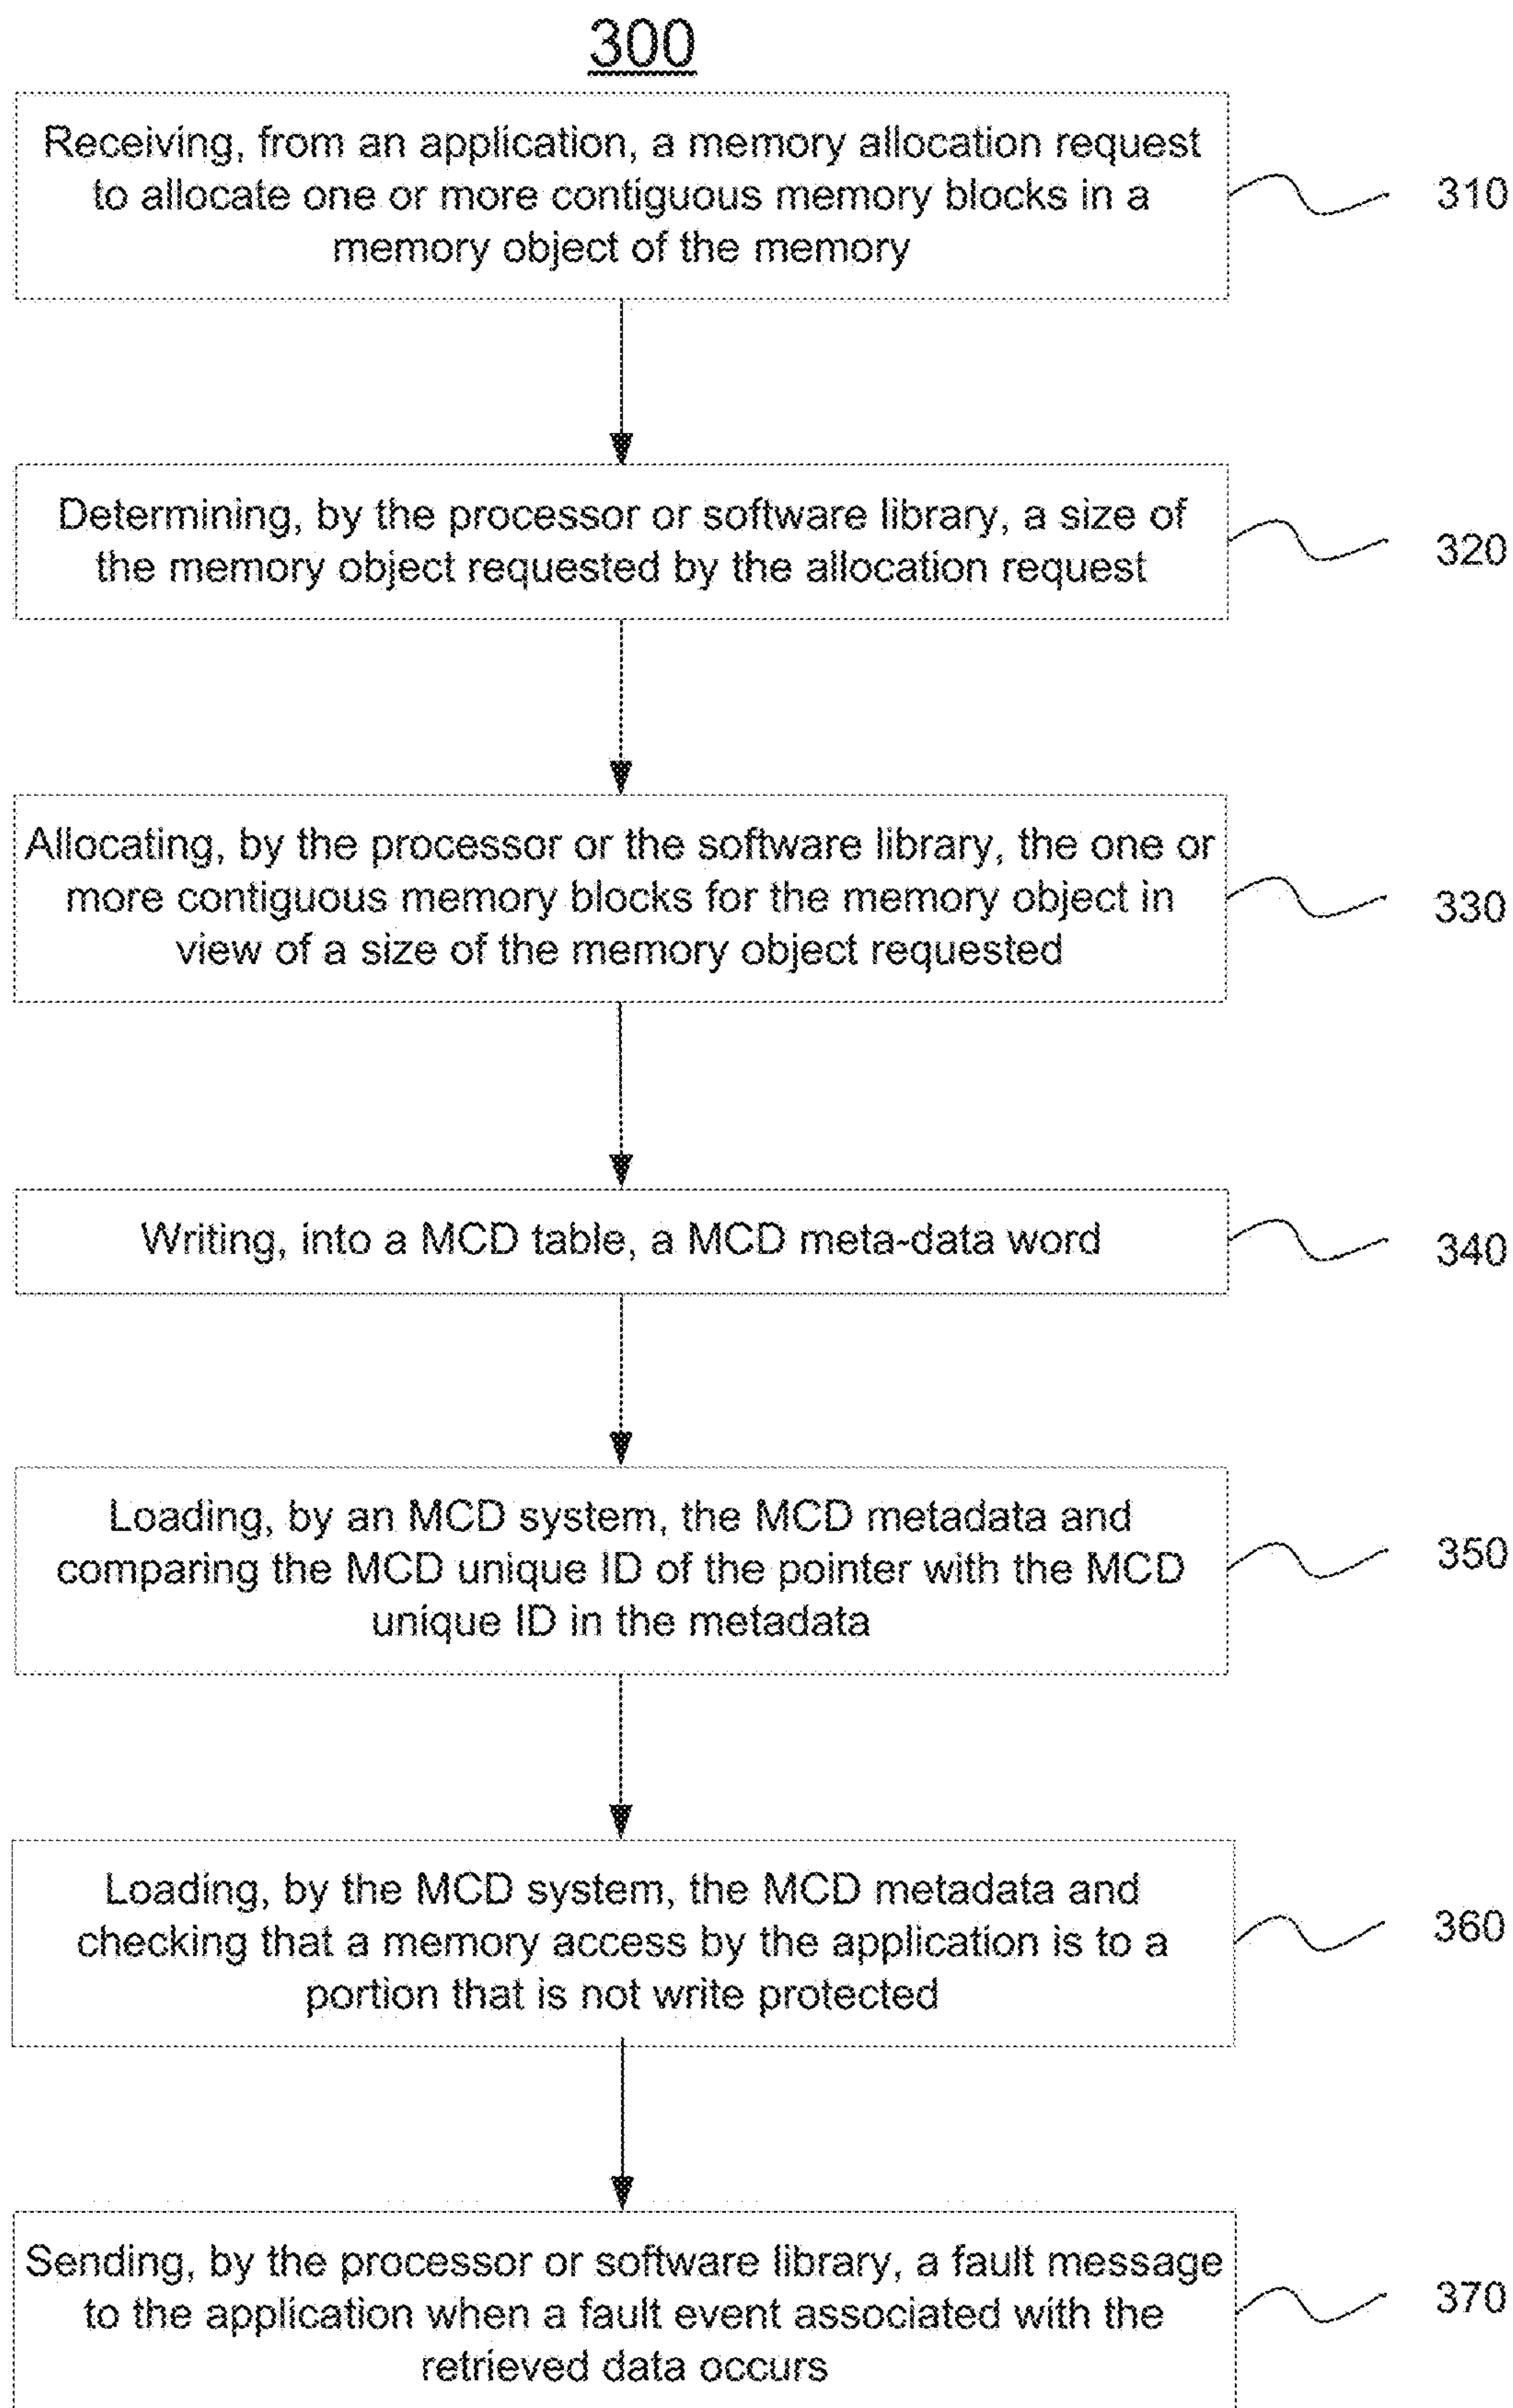 300
Receiving, from an application, a memory allocation request
to allocate one or more contiguous memory blocks in a
memory object of the memory
310
Determining, by the processor or software library, a size of
the memory object requested by the allocation request
320
Allocating, by the processor or the software library, the one or
more contiguous memory blocks for the memory object in
view of a size of the memory object requested
330
Writing, into a MCD table, a MCD meta-data word
340
Loading, by an MCD system, the MCD metadata and
comparing the MCD unique ID of the pointer with the MCD
unique ID in the metadata
350
Loading, by the MCD system, the MCD metadata and
checking that a memory access by the application is to a
portion that is not write protected
360
Sending, by the processor or software library, a fault message
to the application when a fault event associated with the
retrieved data occurs
370